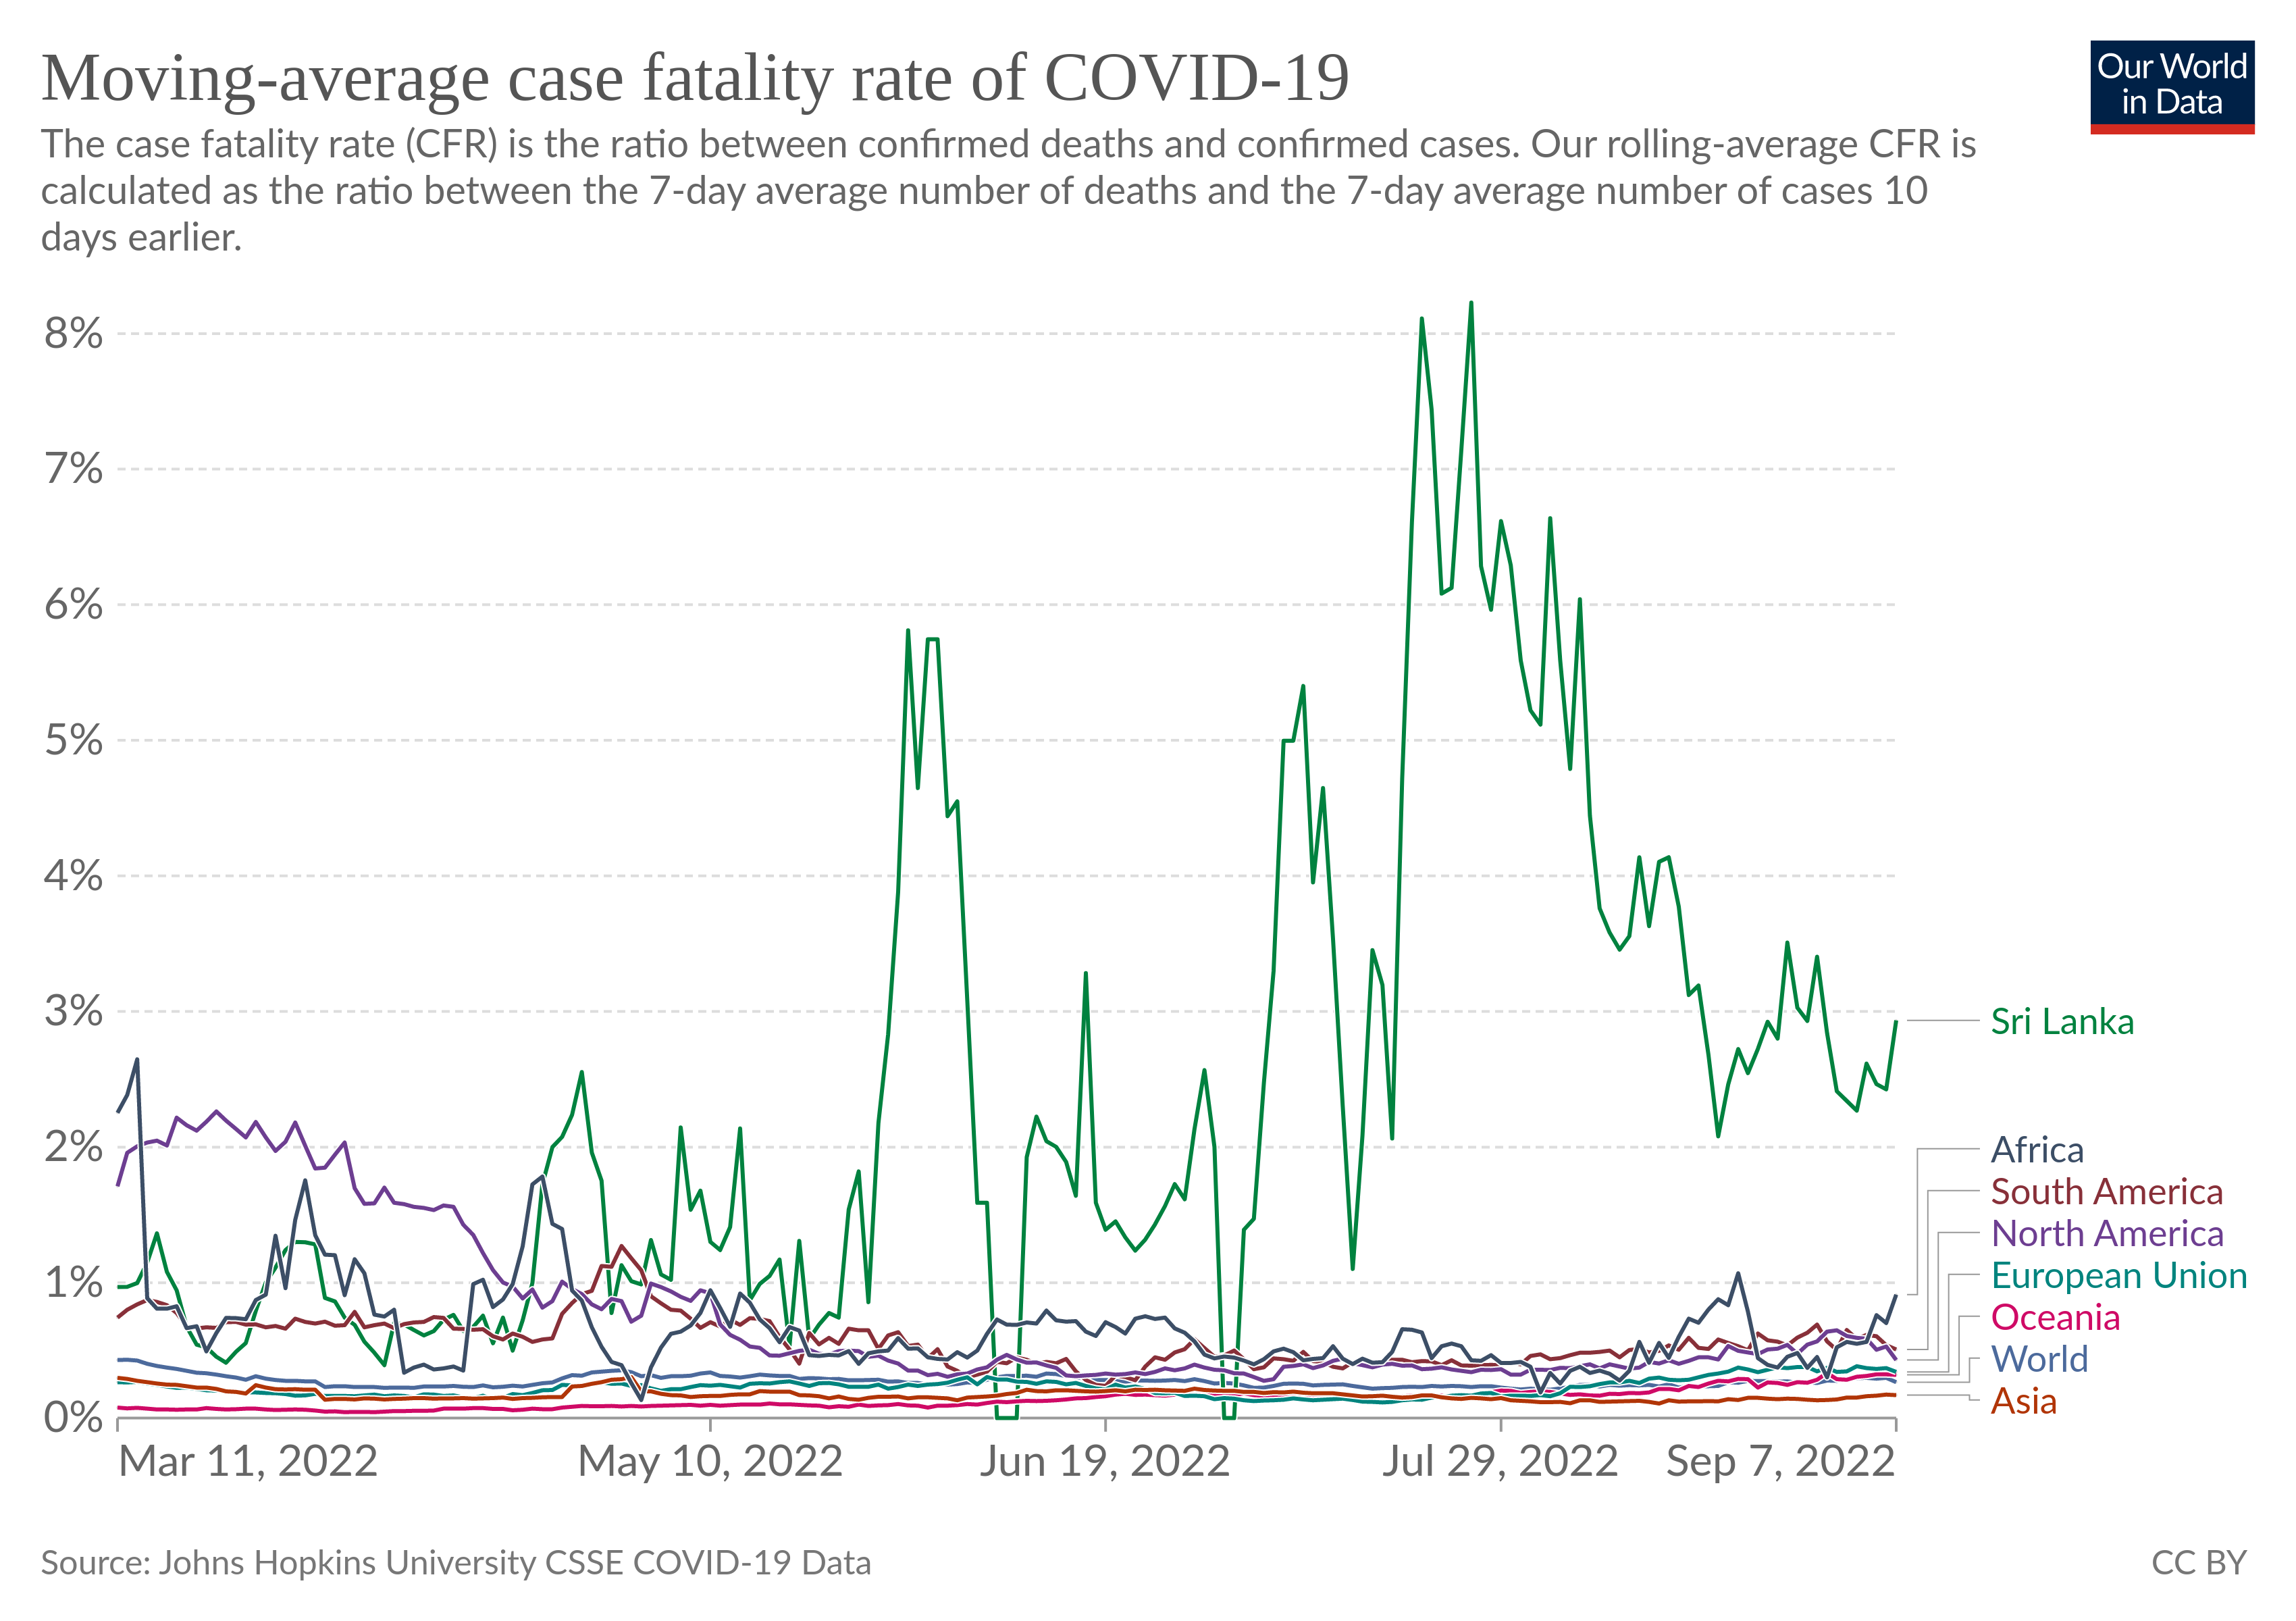 Moving-average case fatality rate of COVID-19
Our World
in Data
The case fatality rate (CFR) is the ratio between confirmed deaths and confirmed cases. Our rolling-average CFR is
calculated as the ratio between the 7-day average number of deaths and the 7-day average number of cases 10
days earlier.
8%
7%
6%
5%
4%
3%
2%
1%
0%
Sri Lanka
Africa
South America
North America
European Union
Oceania
World
Asia
Mar 11, 2022
May 10, 2022
Jun 19, 2022
Jul 29, 2022
Sep 7, 2022
Source: Johns Hopkins University CSSE COVID-19 Data
CC BY